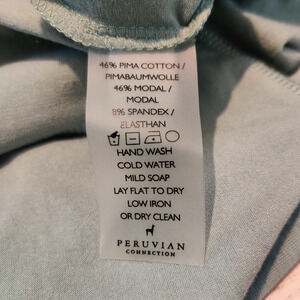 46% PIMA COTTON /
PIMABAUMWOLLE
46% MODAL /
MODAL
8% SPANDEX /
ELASTHAN
HAND WASH
COLD WATER
MILD SOAP
LAY FLAT TO DRY
LOW IRON
OR DRY CLEAN
PERUVIAN
CONNECTION